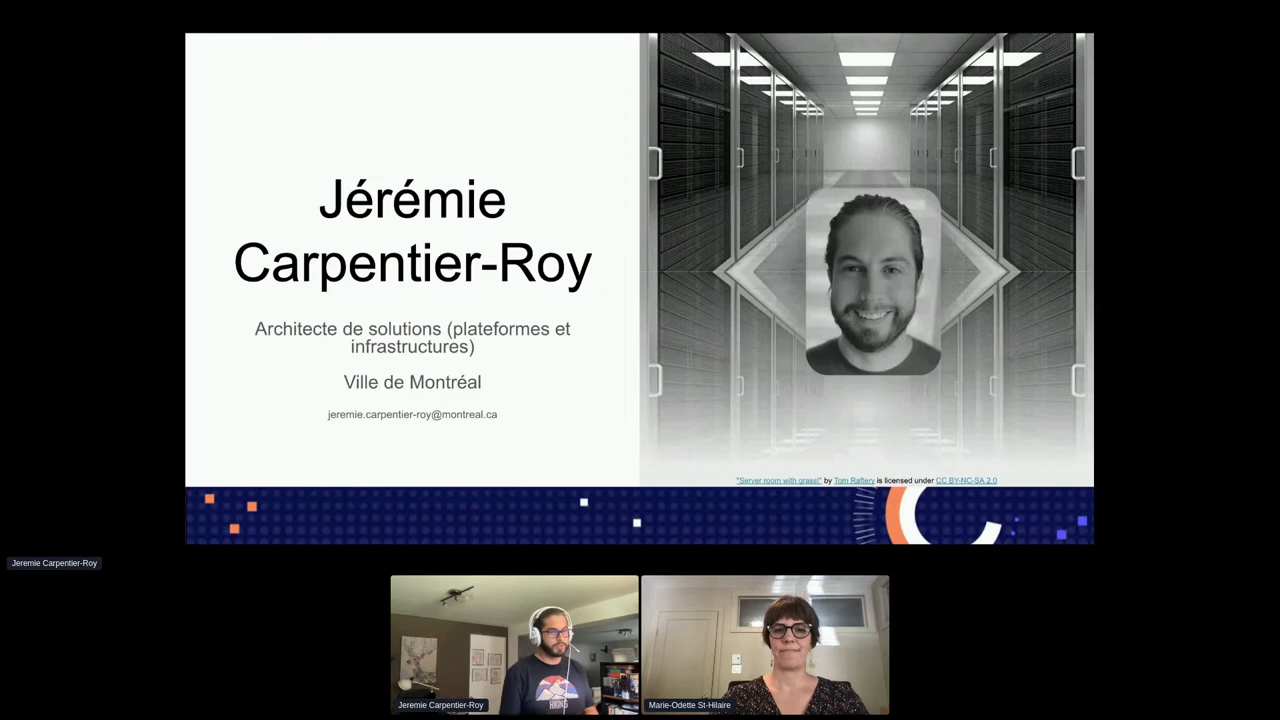 Jérémie
Carpentier-Roy
Architecte de solutions (plateformes et
infrastructures)
Ville de Montréal
jeremie.carpentier-roy@montreal.ca
"Server room with grass!" by Tom Raftery is licensed under CC BY-NC-SA 2.0
Jeremie Carpentier-Roy
HIKING
Jeremie Carpentier-Roy
Marie-Odette St-Hilaire